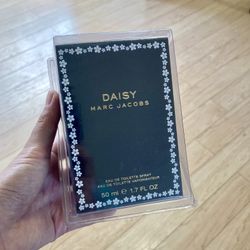 DAISY
MARC JACOBS
EAU DE TOILETTE SPRAY
EAU DE TOILETTE VAPORISATEUR
50 ml ℮ 1.7 FL OZ